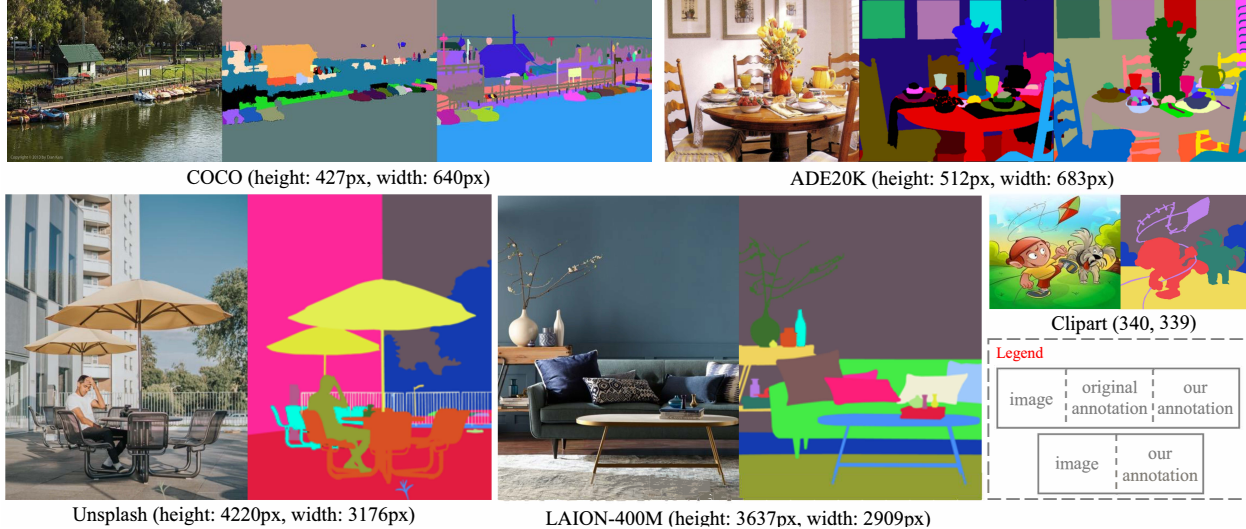 COCO (height: 427px, width: 640px)
ADE20K (height: 512px, width: 683px)
Clipart (340, 339)
Legend
image
original
annotation
our
annotation
image
our
annotation
Unsplash (height: 4220px, width: 3176px)
LAION-400M (height: 3637px, width: 2909px)